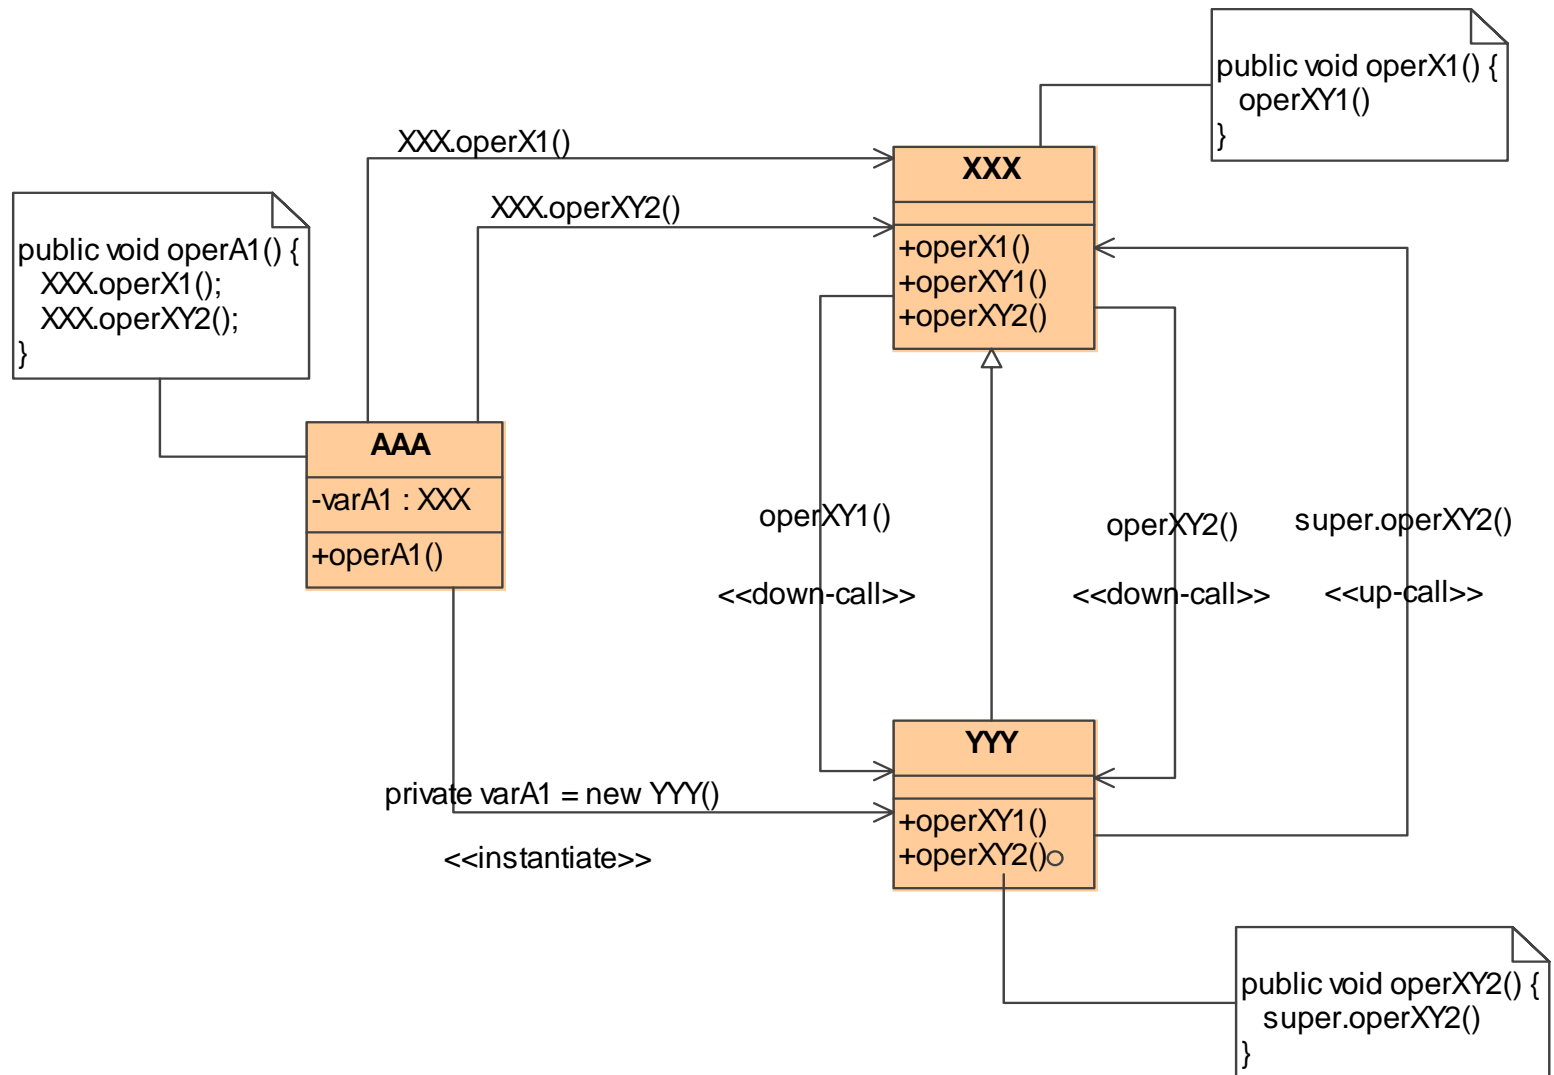 public void operX1() {
operXY1()
}
XXX.operX1()
XXX
XXX.operXY2()
public void operA1() {
XXX.operX1();
XXX.operXY2();
}
+operX1()
+operXY1()
+operXY2()
AAA
-varA1 : XXX
+operA1()
operXY1()
<<down-call>>
operXY2()
<<down-call>>
super.operXY2()
<<up-call>>
YYY
private varA1 = new YYY()
<<instantiate>>
+operXY1()
+operXY2()
public void operXY2() {
super.operXY2()
}